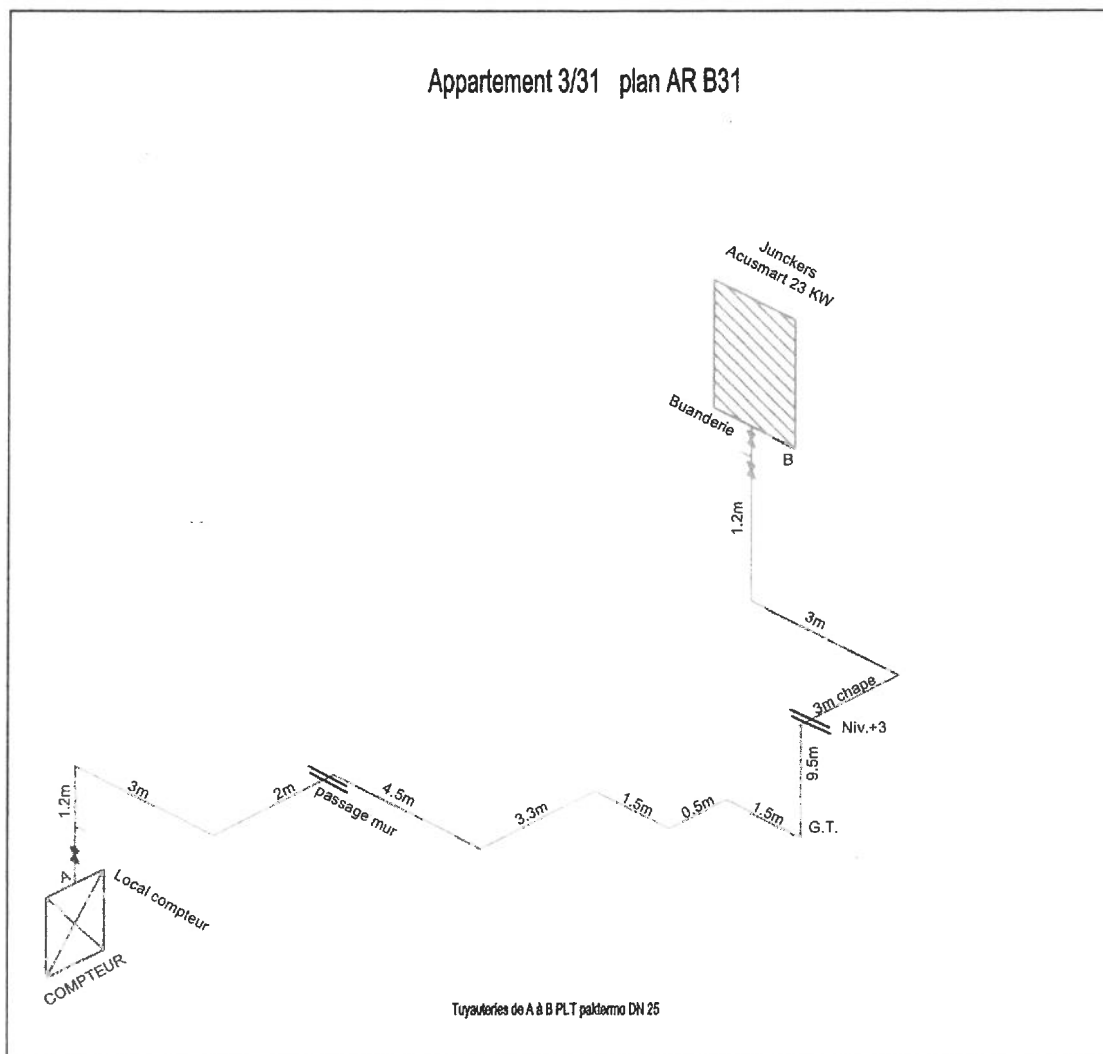 Appartement 3/31 plan AR B31
Junckers
Acusmart 23 KW
Buanderie
B
1.2m
3m
3m chape
Niv.+3
9.5m
G.T.
1.5m
0.5m
1.5m
3.3m
4.5m
passage mur
2m
3m
1.2m
A
Local compteur
COMPTEUR
Tuyauteries de A à B PLT paldermo DN 25